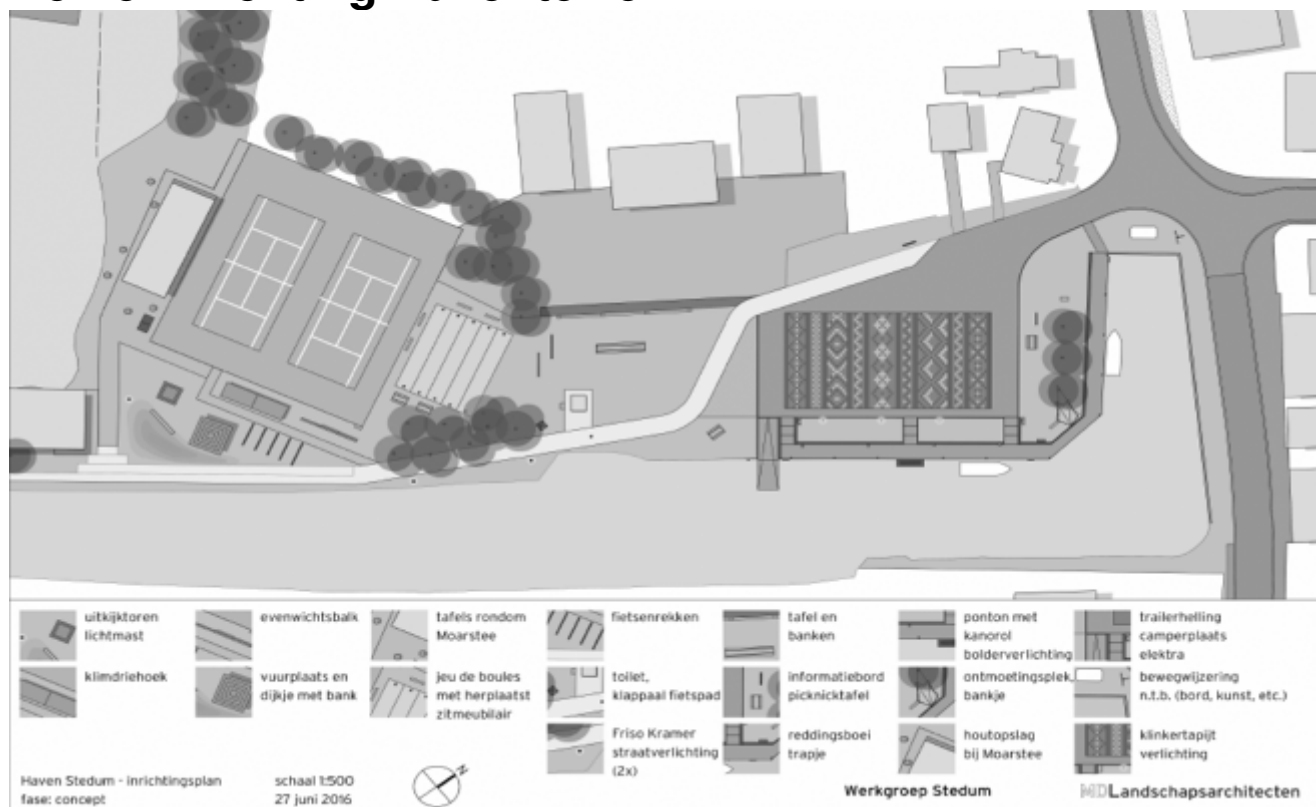 uitkijktoren
lichtmast
evenwichtsbalk
tafels rondom
Moarstee
fietsenrekken
tafel en
banken
ponton met
kanorol
bolderverlichting
trailerhelling
camperplaats
elektra
klimdriehoek
vuurplaats en
dijkje met bank
jeu de boules
met herplaatst
zitmeubilair
toilet,
klappaal fietspad
informatiebord
picknicktafel
ontmoetingsplek,
bankje
bewegwijzering
n.t.b. (bord, kunst, etc.)
Friso Kramer
straatverlichting
(2x)
reddingsboei
trapje
houtopslag
bij Moarstee
klinkertapijt
verlichting
Haven Stedum - inrichtingsplan
fase: concept
schaal 1:500
27 juni 2016
N
Werkgroep Stedum
MDLandschapsarchitecten